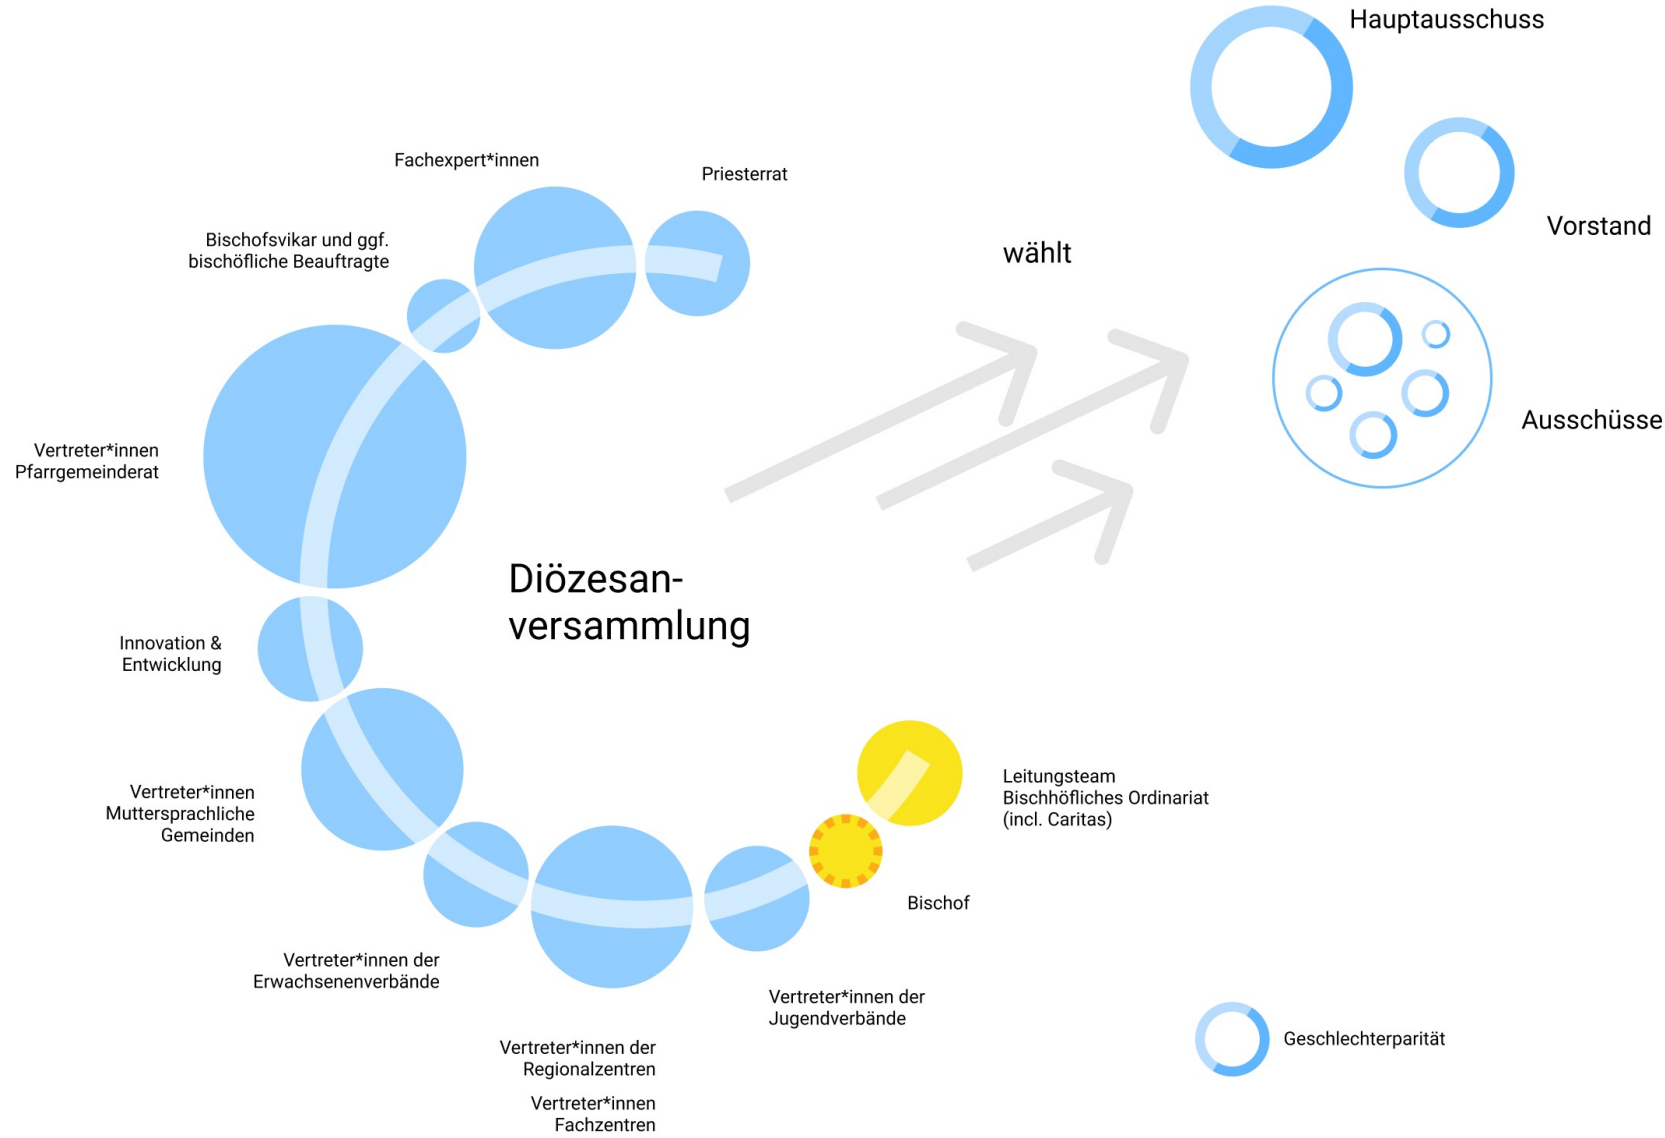 Hauptausschuss
Vorstand
wählt
Ausschüsse
Priesterrat
Fachexpert*innen
Bischofsvikar und ggf.
bischöfliche Beauftragte
Vertreter*innen
Pfarrgemeinderat
Diözesan-
versammlung
Innovation &
Entwicklung
Vertreter*innen
Muttersprachliche
Gemeinden
Vertreter*innen der
Erwachsenenverbände
Vertreter*innen der
Regionalzentren
Vertreter*innen
Fachzentren
Vertreter*innen der
Jugendverbände
Bischof
Leitungsteam
Bischhöfliches Ordinariat
(incl. Caritas)
Geschlechterparität